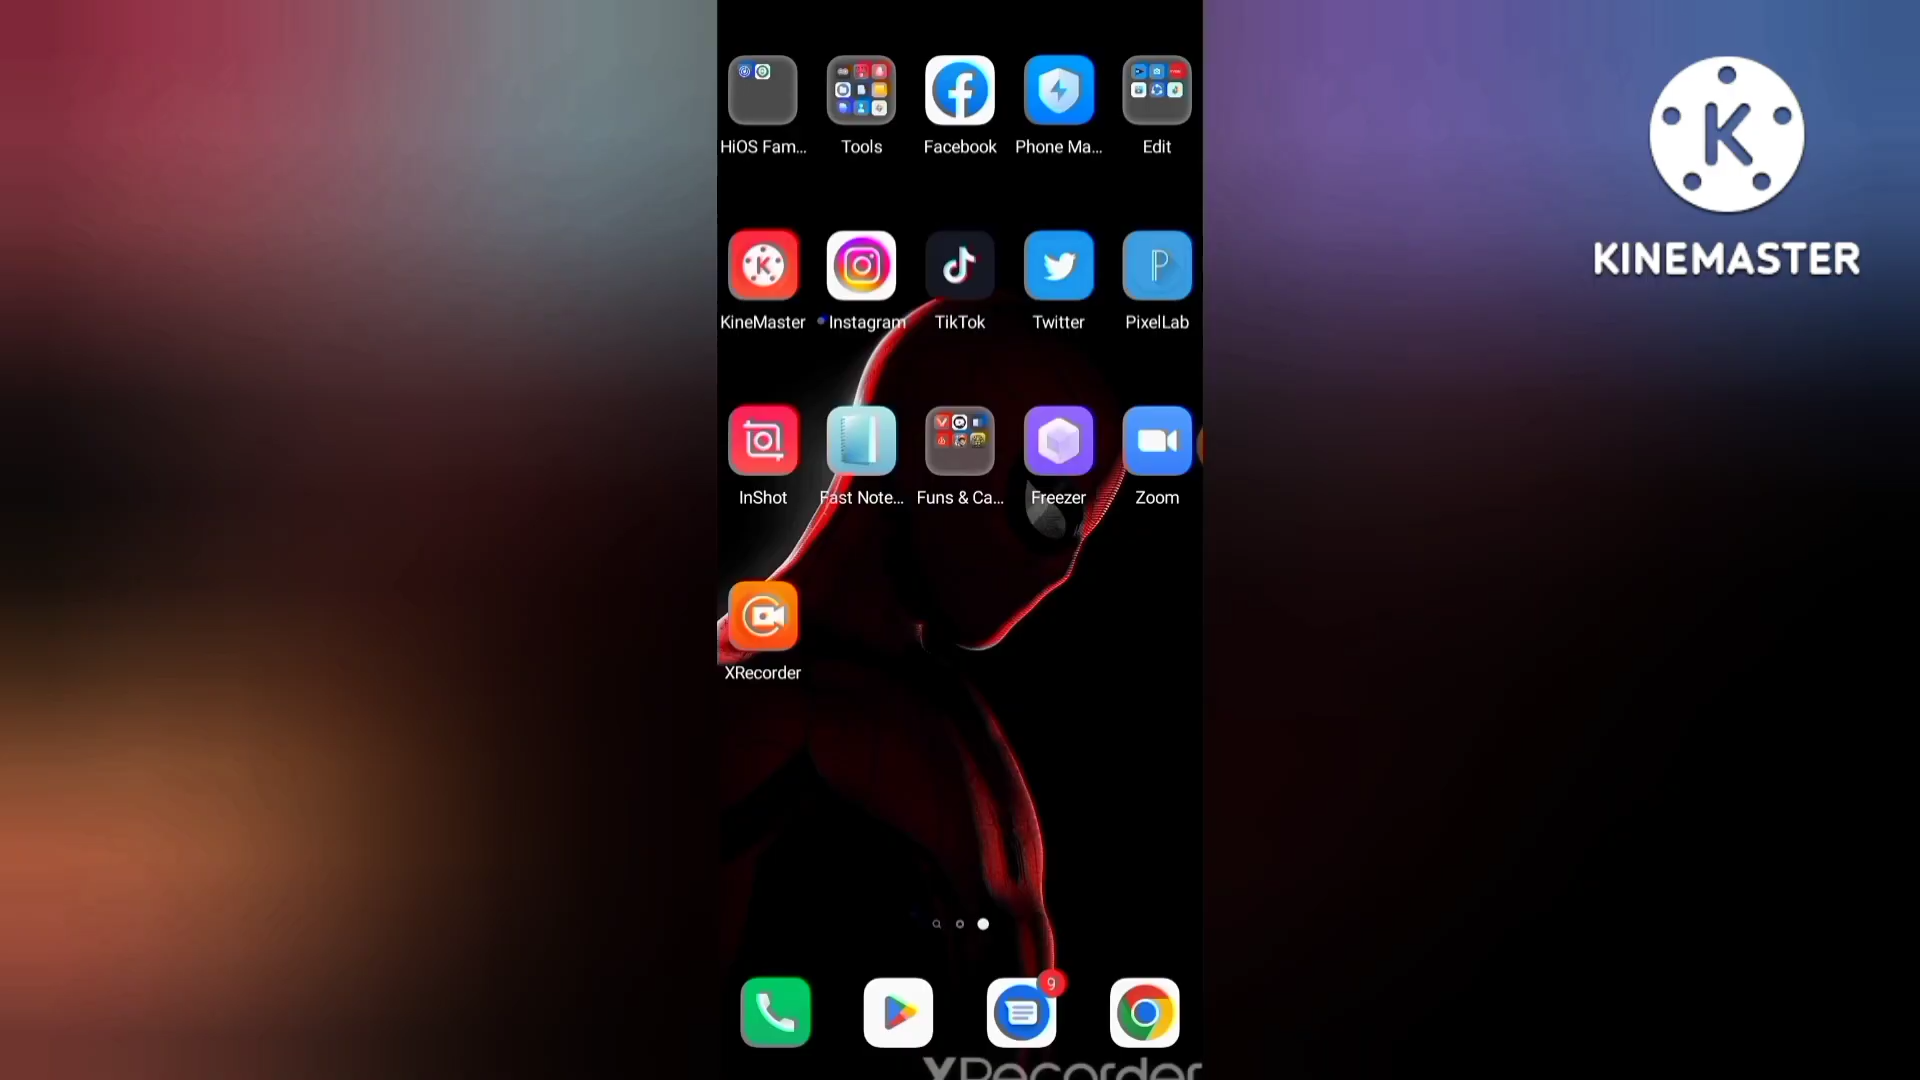 KINEMASTER
HiOS Fam...
Tools
Facebook
Phone Ma...
Edit
KineMaster
Instagram
TikTok
Twitter
PixelLab
InShot
Fast Note...
Funs & Ca...
Freezer
Zoom
XRecorder
9
XRecorder